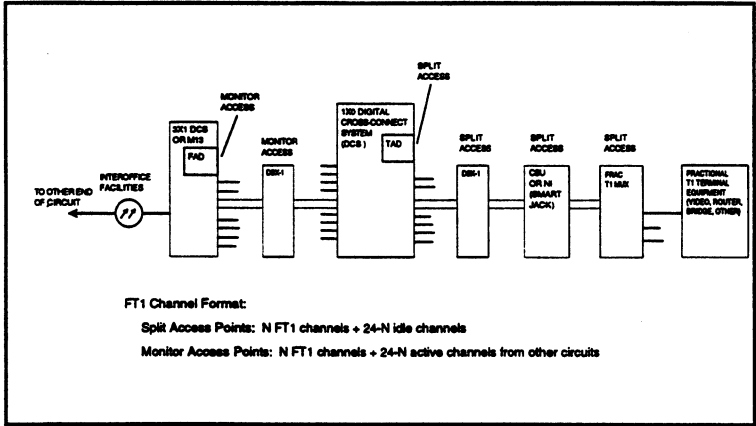 TO OTHER END
OF CIRCUIT
INTEROFFICE
FACILITIES
3X1 DCS
OR M13
FAD
MONITOR
ACCESS
MONITOR
ACCESS
DSX-1
1X0 DIGITAL
CROSS-CONNECT
SYSTEM
(DCS )
TAD
SPLIT
ACCESS
SPLIT
ACCESS
DSX-1
SPLIT
ACCESS
CSU
OR NI
(SMART
JACK)
SPLIT
ACCESS
FRAC
T1 MUX
FRACTIONAL
T1 TERMINAL
EQUIPMENT
(VIDEO, ROUTER,
BRIDGE, OTHER)
FT1 Channel Format:
Split Access Points: N FT1 channels + 24-N idle channels
Monitor Access Points: N FT1 channels + 24-N active channels from other circuits